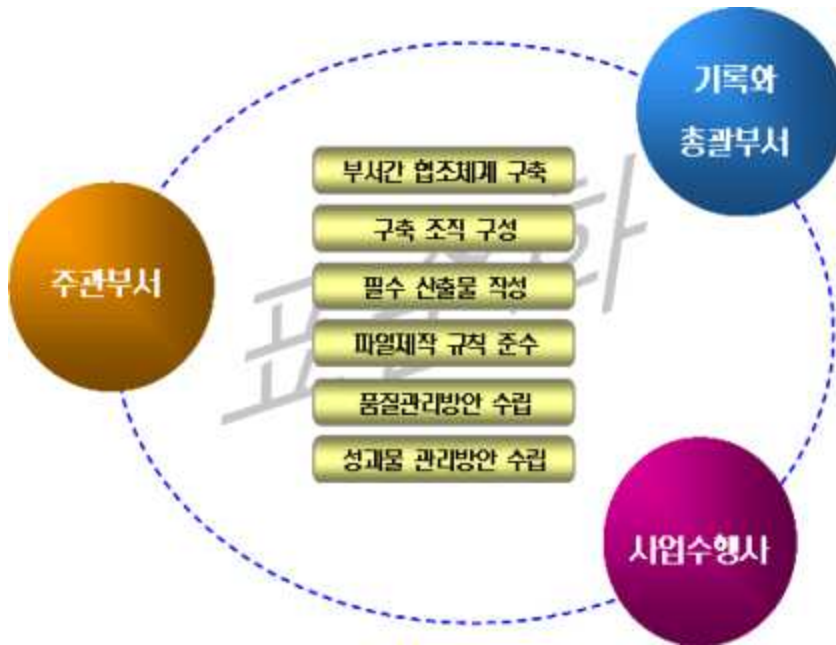 기록화
총괄부서
주관부서
부서간 협조체계 구축
구축 조직 구성
필수 산출물 작성
파일제작 규칙 준수
품질관리방안 수립
성과물 관리방안 수립
사업수행사
표준화